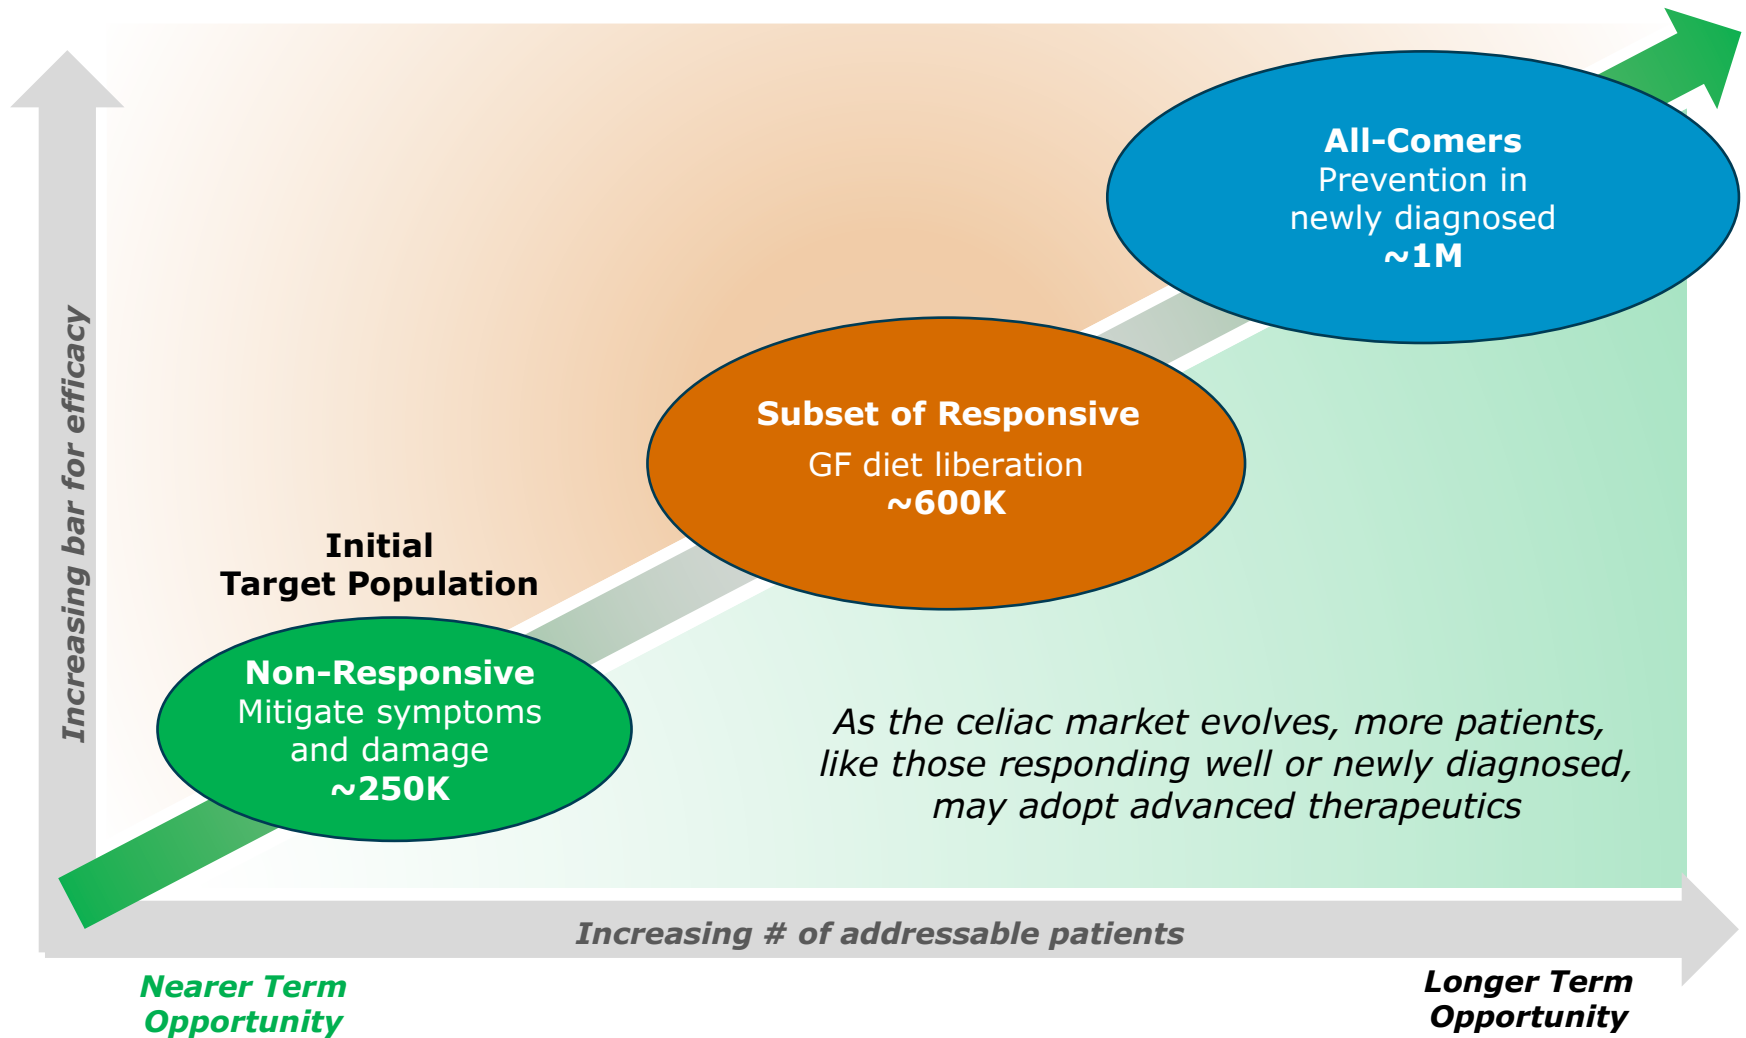 All-Comers
Prevention in
newly diagnosed
~1M
Subset of Responsive
GF diet liberation
~600K
Initial
Target Population
Non-Responsive
Mitigate symptoms
and damage
~250K
As the celiac market evolves, more patients,
like those responding well or newly diagnosed,
may adopt advanced therapeutics
Increasing bar for efficacy
Increasing # of addressable patients
Nearer Term
Opportunity
Longer Term
Opportunity